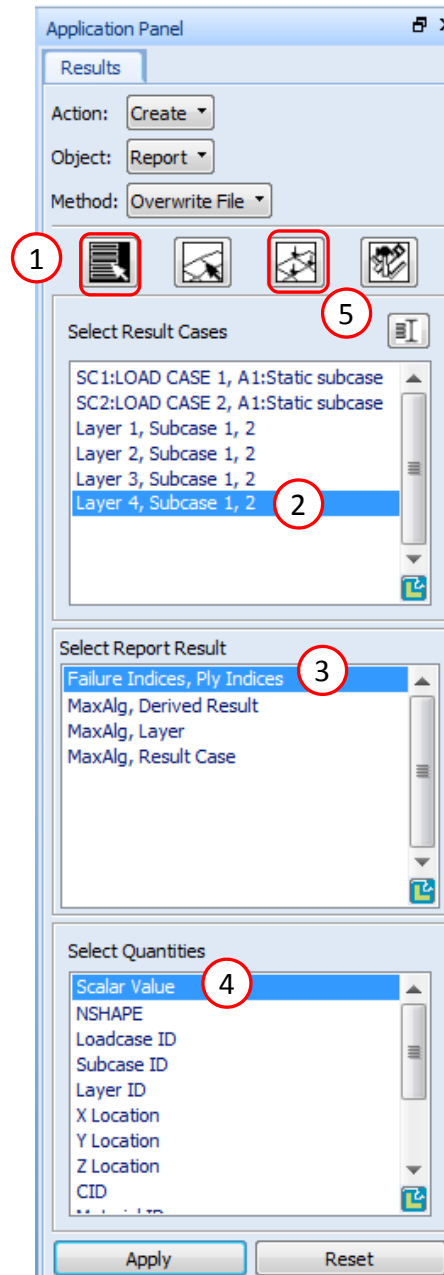 Application Panel
Results
Action: Create
Object: Report
Method: Overwrite File
1
5
Select Result Cases
SC1:LOAD CASE 1, A1:Static subcase
SC2:LOAD CASE 2, A1:Static subcase
Layer 1, Subcase 1, 2
Layer 2, Subcase 1, 2
Layer 3, Subcase 1, 2
Layer 4, Subcase 1, 2
2
Select Report Result
Failure Indices, Ply Indices
3
MaxAlg, Derived Result
MaxAlg, Layer
MaxAlg, Result Case
Select Quantities
Scalar Value
4
NSHAPE
Loadcase ID
Subcase ID
Layer ID
X Location
Y Location
Z Location
CID
Apply Reset